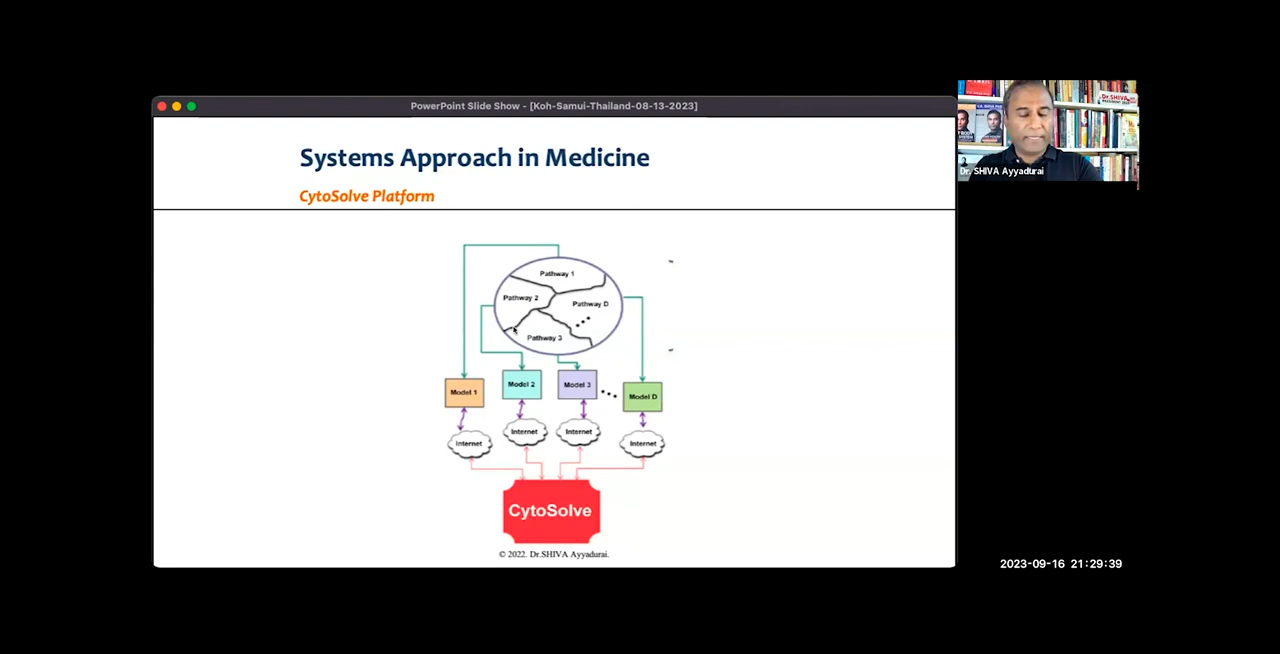 PowerPoint Slide Show - [Koh-Samui-Thailand-08-13-2023]
Systems Approach in Medicine
CytoSolve Platform
Pathway 1
Pathway 2
Pathway D
Pathway 3
Model 1
Model 2
Model 3
Model D
Internet
Internet
Internet
Internet
CytoSolve
© 2022. Dr.SHIVA Ayyadurai.
Dr.SHIVA
Dr. SHIVA Ayyadurai
2023-09-16 21:29:39